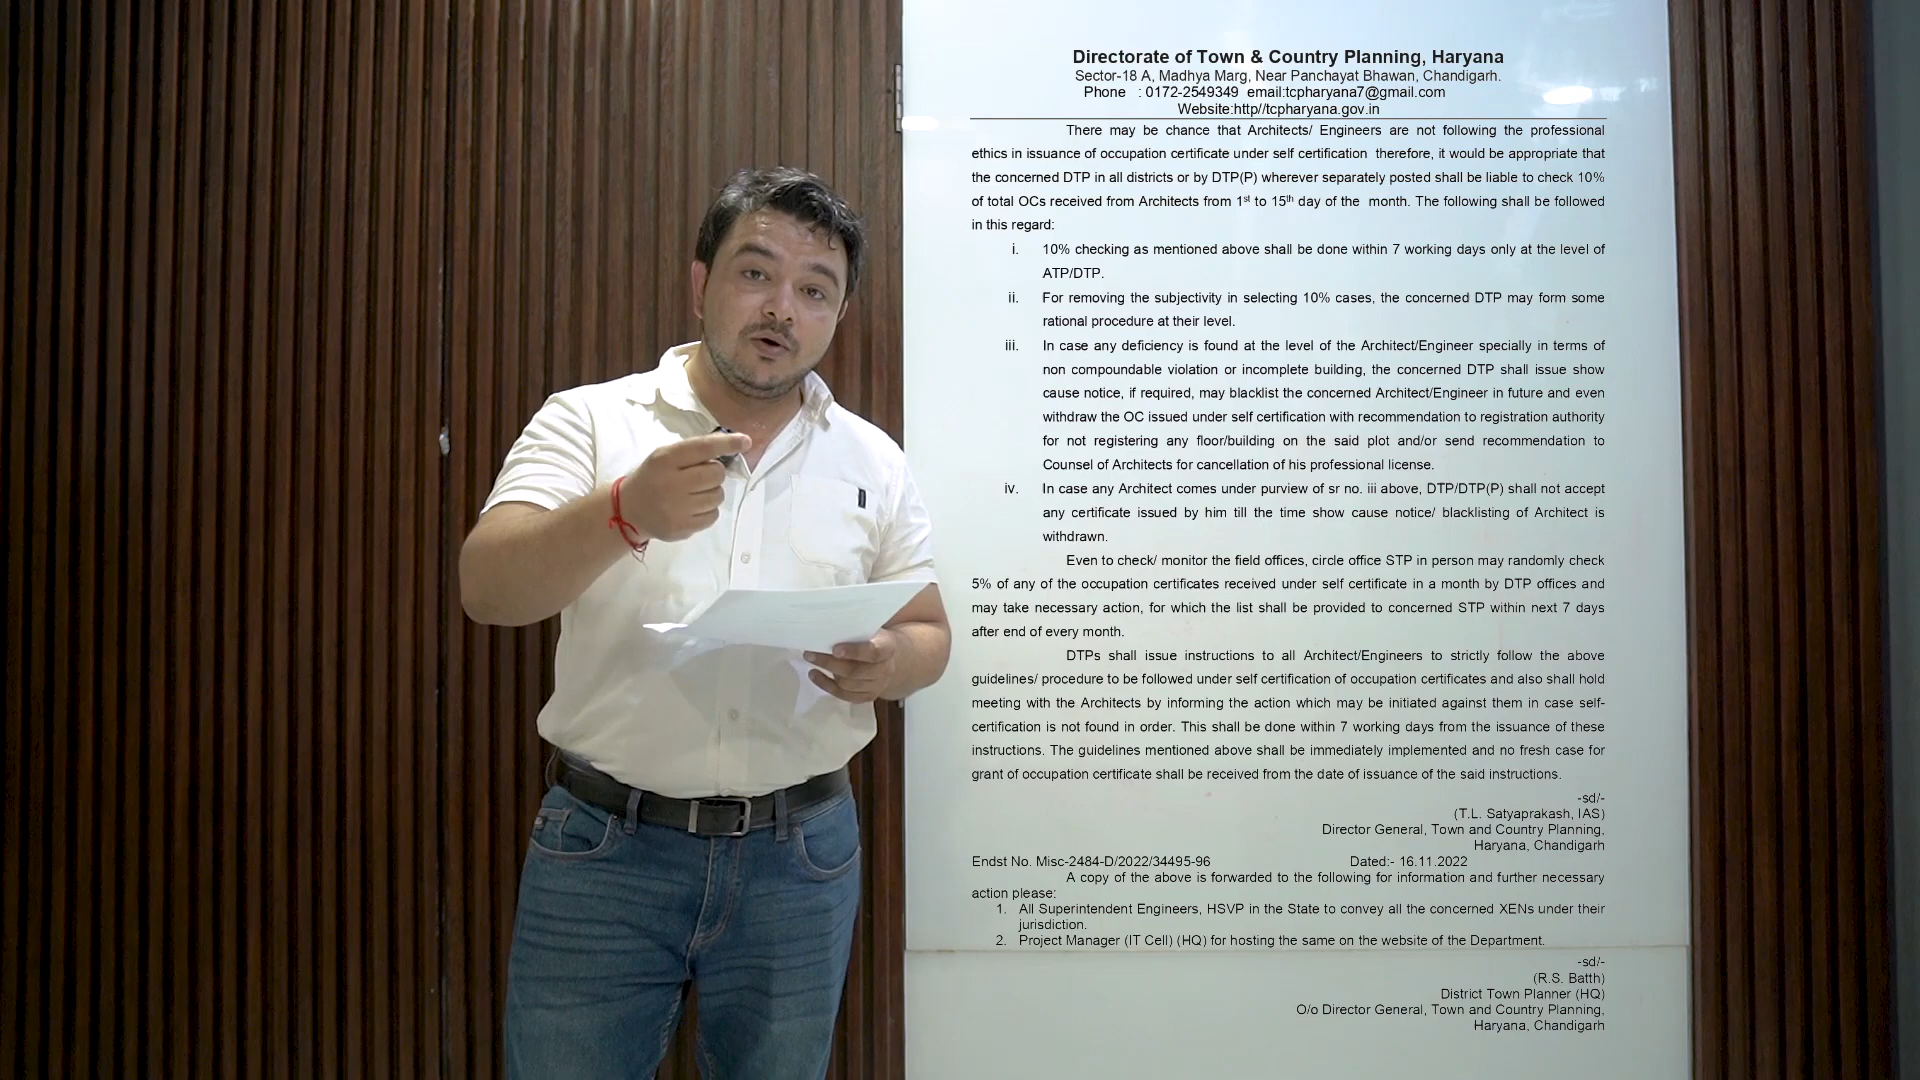 Directorate of Town & Country Planning, Haryana
Sector-18 A, Madhya Marg, Near Panchayat Bhawan, Chandigarh.
Phone : 0172-2549349 email:tcpharyana7@gmail.com
Website:http//tcpharyana.gov.in
There may be chance that Architects/ Engineers are not following the professional
ethics in issuance of occupation certificate under self certification therefore, it would be appropriate that
the concerned DTP in all districts or by DTP(P) wherever separately posted shall be liable to check 10%
of total OCs received from Architects from 1st to 15th day of the month. The following shall be followed
in this regard:
i. 10% checking as mentioned above shall be done within 7 working days only at the level of
ATP/DTP.
ii. For removing the subjectivity in selecting 10% cases, the concerned DTP may form some
rational procedure at their level.
iii. In case any deficiency is found at the level of the Architect/Engineer specially in terms of
non compoundable violation or incomplete building, the concerned DTP shall issue show
cause notice, if required, may blacklist the concerned Architect/Engineer in future and even
withdraw the OC issued under self certification with recommendation to registration authority
for not registering any floor/building on the said plot and/or send recommendation to
Counsel of Architects for cancellation of his professional license.
iv. In case any Architect comes under purview of sr no. iii above, DTP/DTP(P) shall not accept
any certificate issued by him till the time show cause notice/ blacklisting of Architect is
withdrawn.
Even to check/ monitor the field offices, circle office STP in person may randomly check
5% of any of the occupation certificates received under self certificate in a month by DTP offices and
may take necessary action, for which the list shall be provided to concerned STP within next 7 days
after end of every month.
DTPs shall issue instructions to all Architect/Engineers to strictly follow the above
guidelines/ procedure to be followed under self certification of occupation certificates and also shall hold
meeting with the Architects by informing the action which may be initiated against them in case self-
certification is not found in order. This shall be done within 7 working days from the issuance of these
instructions. The guidelines mentioned above shall be immediately implemented and no fresh case for
grant of occupation certificate shall be received from the date of issuance of the said instructions.
-sd/-
(T.L. Satyaprakash, IAS)
Director General, Town and Country Planning,
Haryana, Chandigarh
Endst No. Misc-2484-D/2022/34495-96 Dated:- 16.11.2022
A copy of the above is forwarded to the following for information and further necessary
action please:
1. All Superintendent Engineers, HSVP in the State to convey all the concerned XENs under their
jurisdiction.
2. Project Manager (IT Cell) (HQ) for hosting the same on the website of the Department.
-sd/-
(R.S. Batth)
District Town Planner (HQ)
O/o Director General, Town and Country Planning,
Haryana, Chandigarh